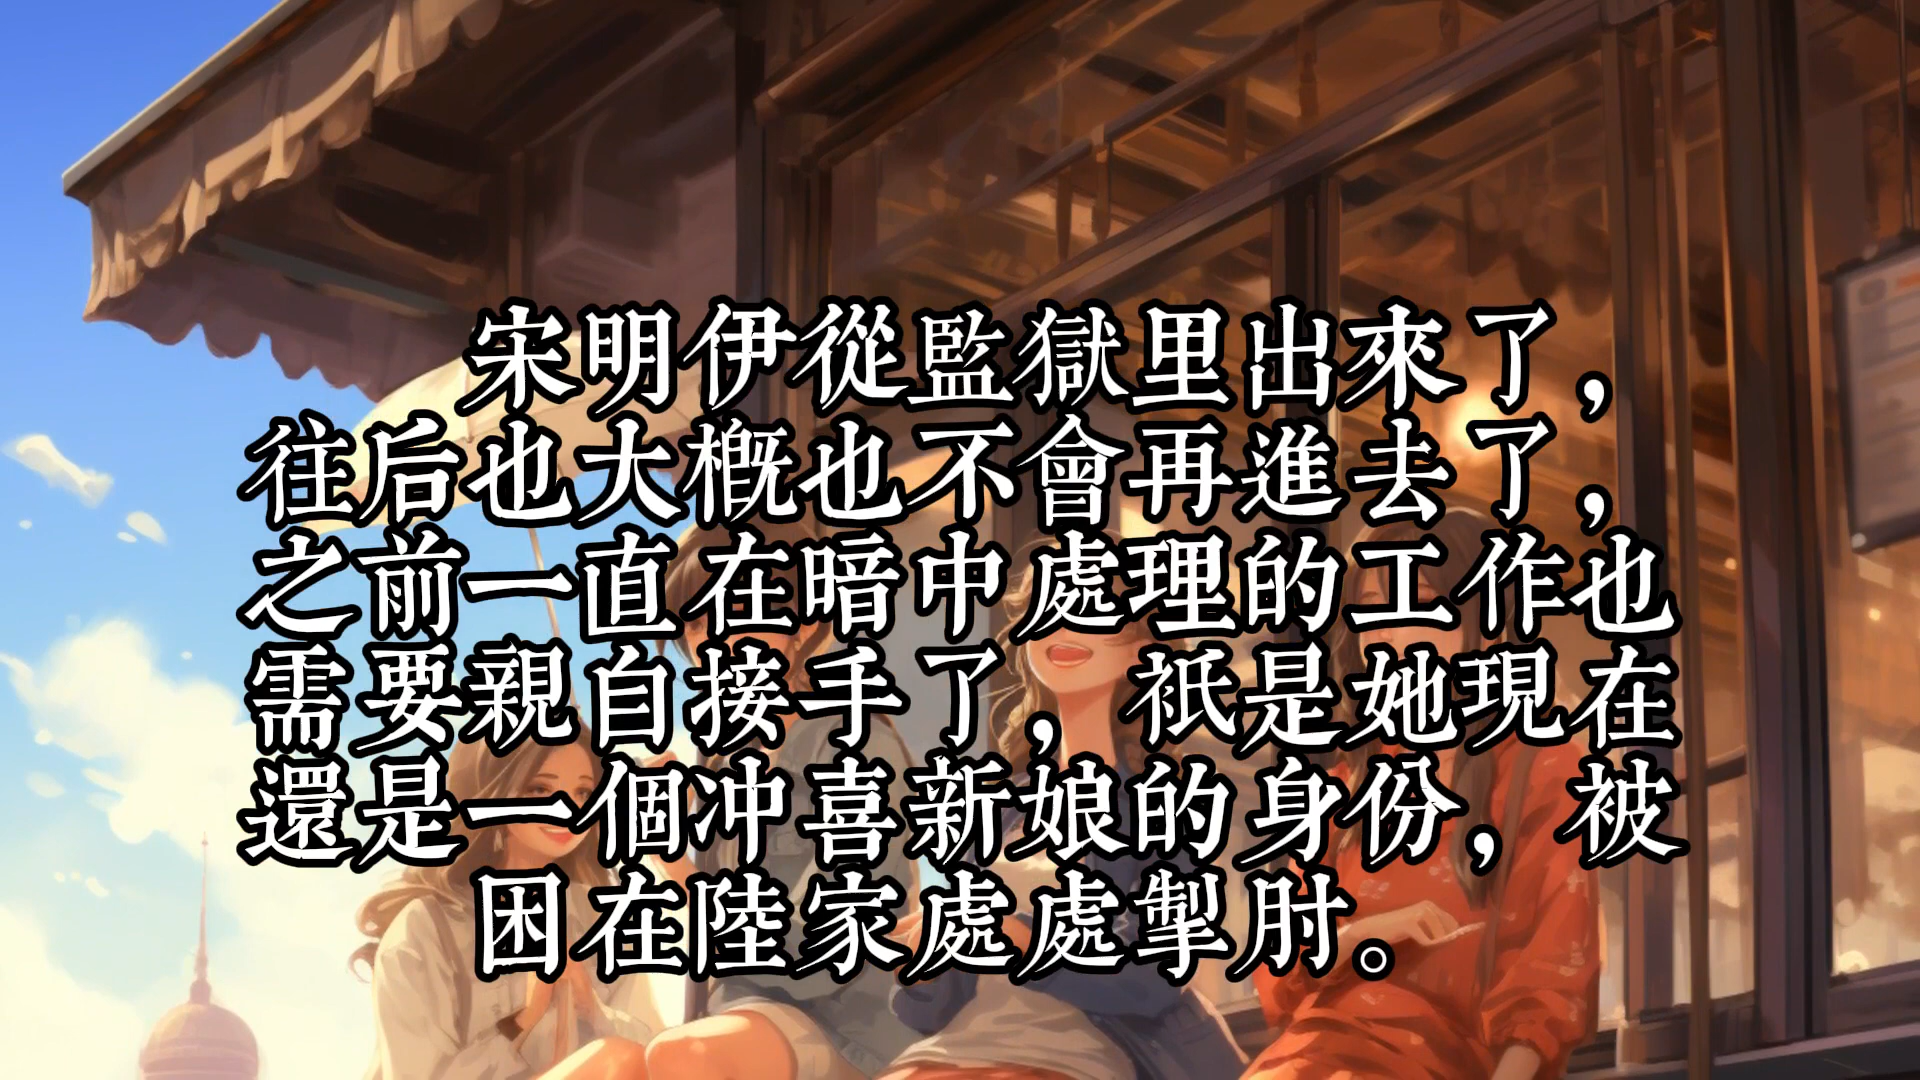 宋明伊從監獄里出來了，
往后也大概也不會再進去了，
之前一直在暗中處理的工作也
需要親自接手了，衹是她現在
還是一個冲喜新娘的身份，被
困在陸家處處掣肘。